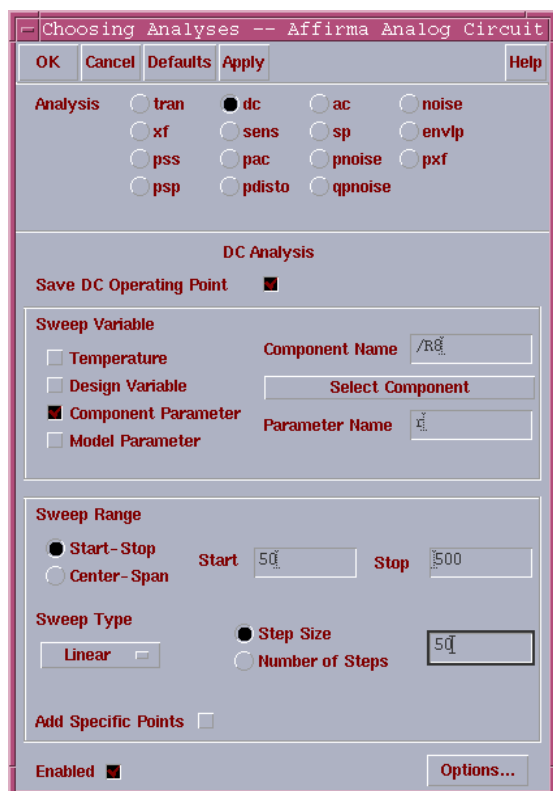 Choosing Analyses -- Affirma Analog Circuit
OK Cancel Defaults Apply Help
Analysis tran dc ac noise
xf sens sp envlp
pss pac pnoise pxf
psp pdisto qpnoise
DC Analysis
Save DC Operating Point
Sweep Variable
Temperature
Component Name /R8
Design Variable
Select Component
Component Parameter
Parameter Name r
Model Parameter
Sweep Range
Start-Stop
Start 50 Stop 500
Center-Span
Sweep Type
Linear
Step Size
50
Number of Steps
Add Specific Points
Enabled Options...